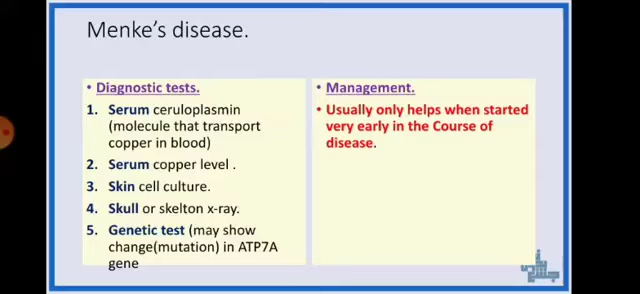 Menke's disease.
• Diagnostic tests.
1. Serum ceruloplasmin
(molecule that transport
copper in blood)
2. Serum copper level .
3. Skin cell culture.
4. Skull or skelton x-ray.
5. Genetic test (may show
change(mutation) in ATP7A
gene
• Management.
• Usually only helps when started
very early in the Course of
disease.